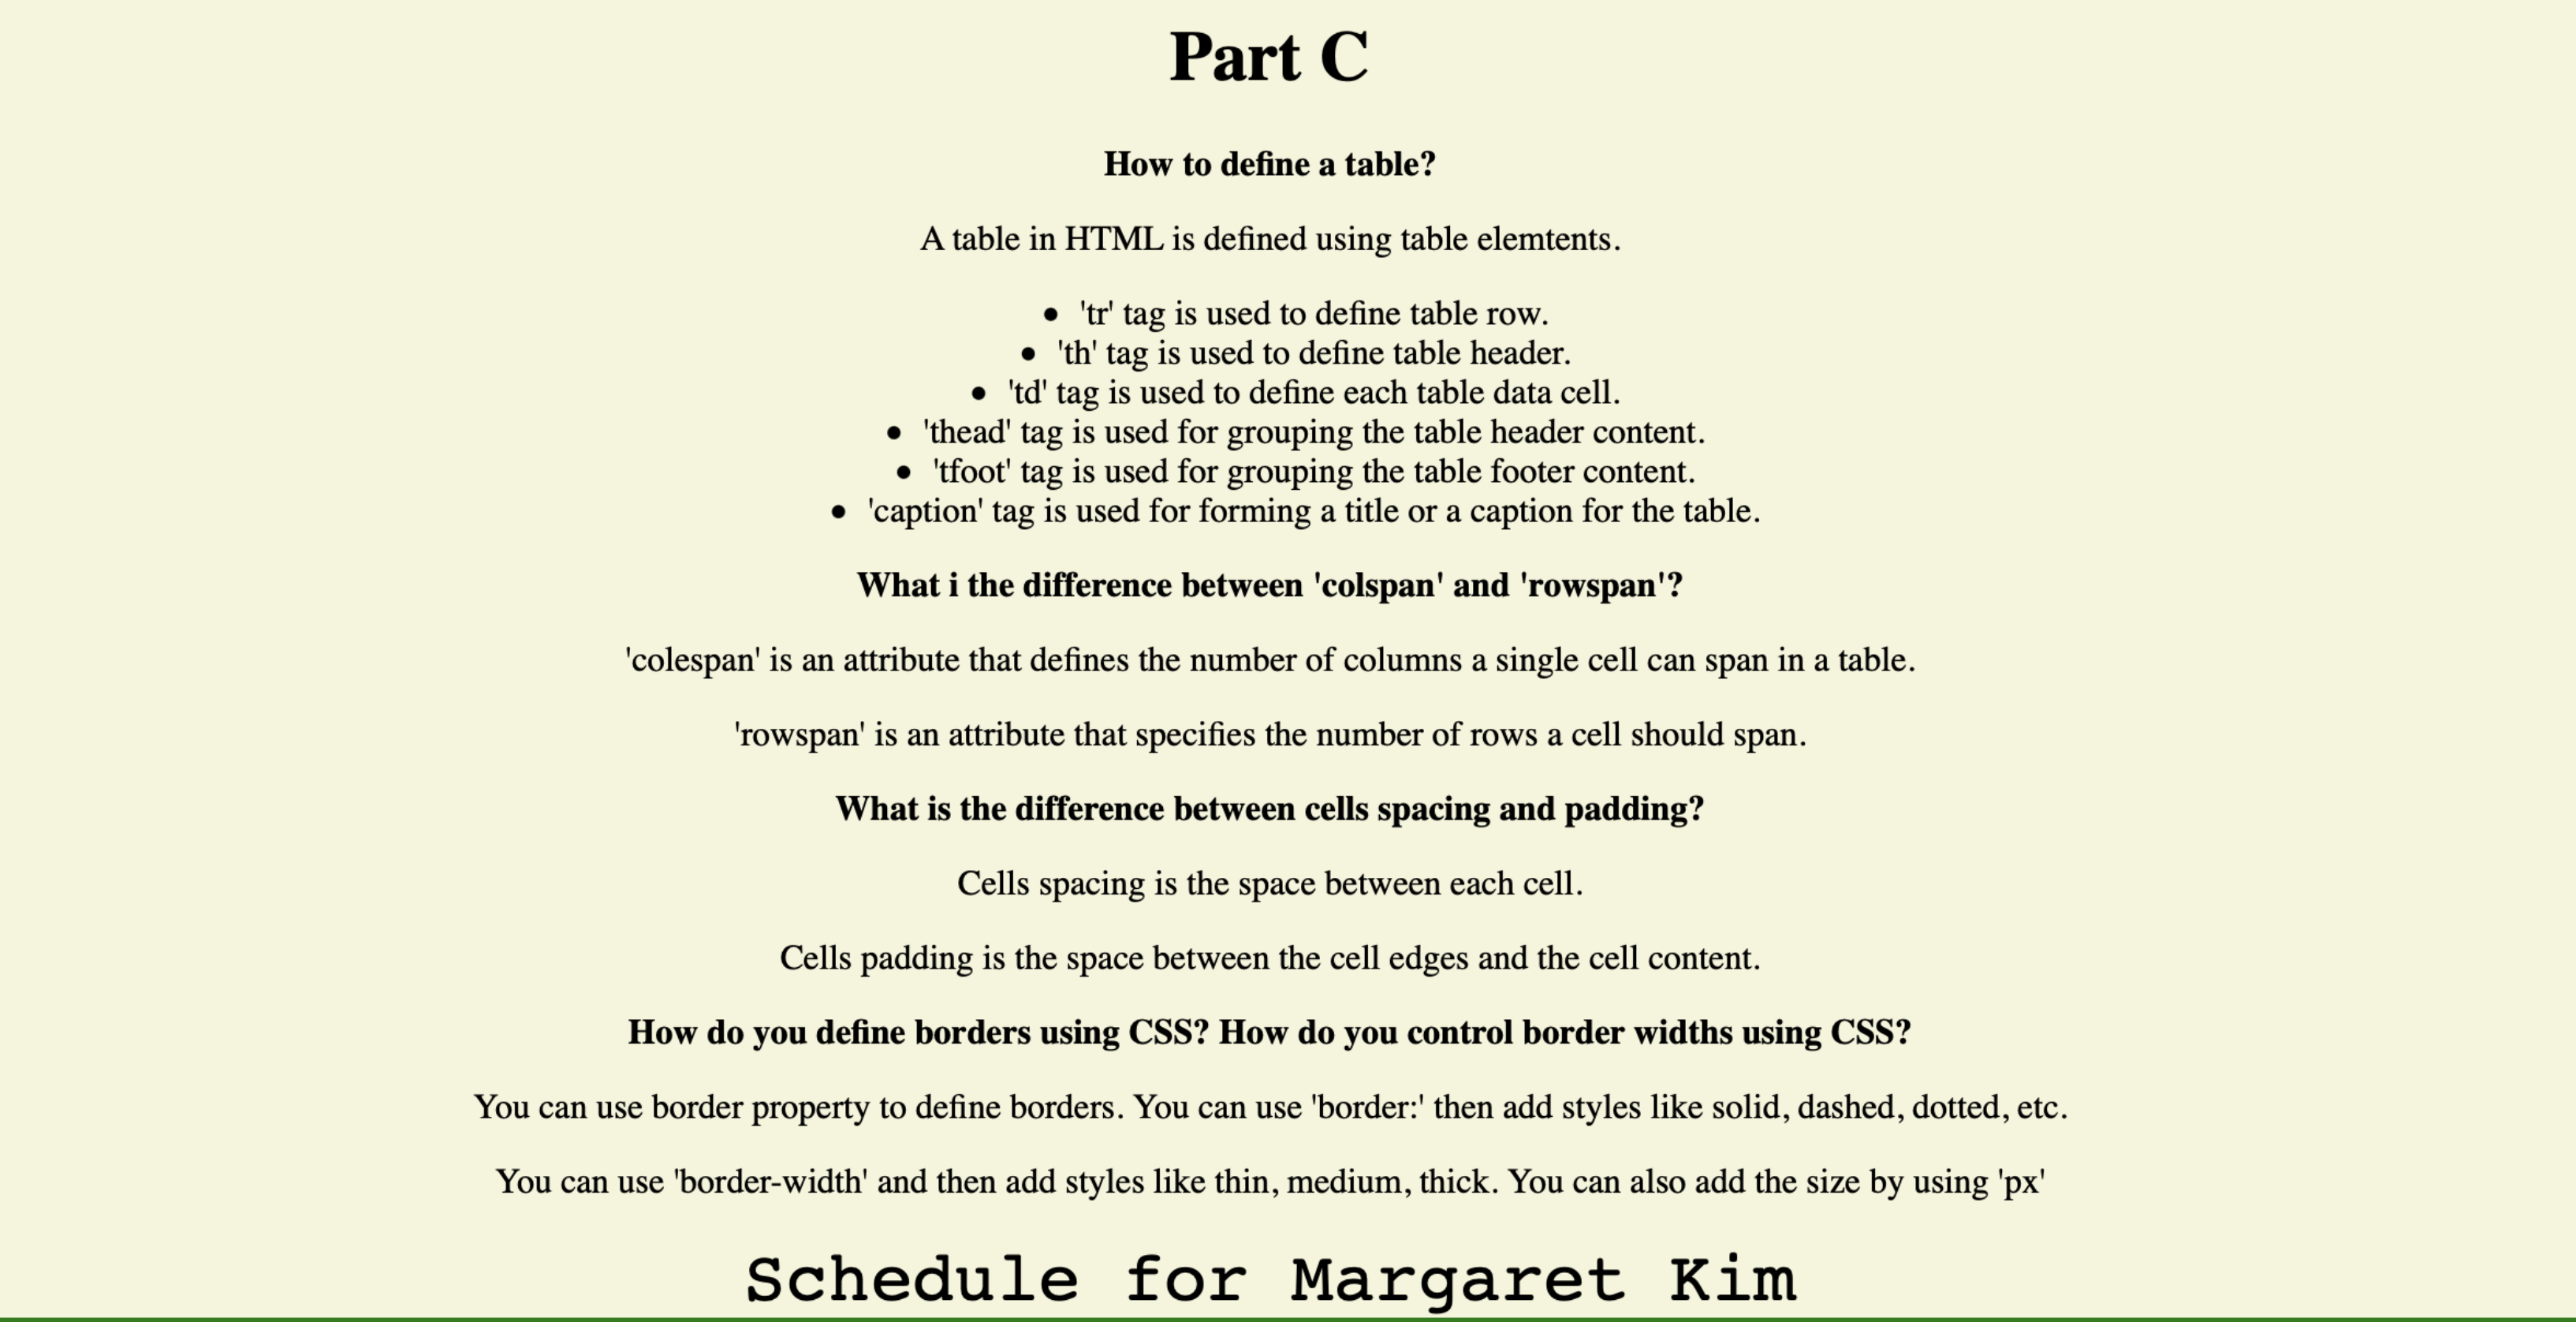 Part C
How to define a table?
A table in HTML is defined using table elemtents.
• 'tr' tag is used to define table row.
• 'th' tag is used to define table header.
• 'td' tag is used to define each table data cell.
• 'thead' tag is used for grouping the table header content.
• 'tfoot' tag is used for grouping the table footer content.
• 'caption' tag is used for forming a title or a caption for the table.
What i the difference between 'colspan' and 'rowspan'?
'colespan' is an attribute that defines the number of columns a single cell can span in a table.
'rowspan' is an attribute that specifies the number of rows a cell should span.
What is the difference between cells spacing and padding?
Cells spacing is the space between each cell.
Cells padding is the space between the cell edges and the cell content.
How do you define borders using CSS? How do you control border widths using CSS?
You can use border property to define borders. You can use 'border:' then add styles like solid, dashed, dotted, etc.
You can use 'border-width' and then add styles like thin, medium, thick. You can also add the size by using 'px'
Schedule for Margaret Kim